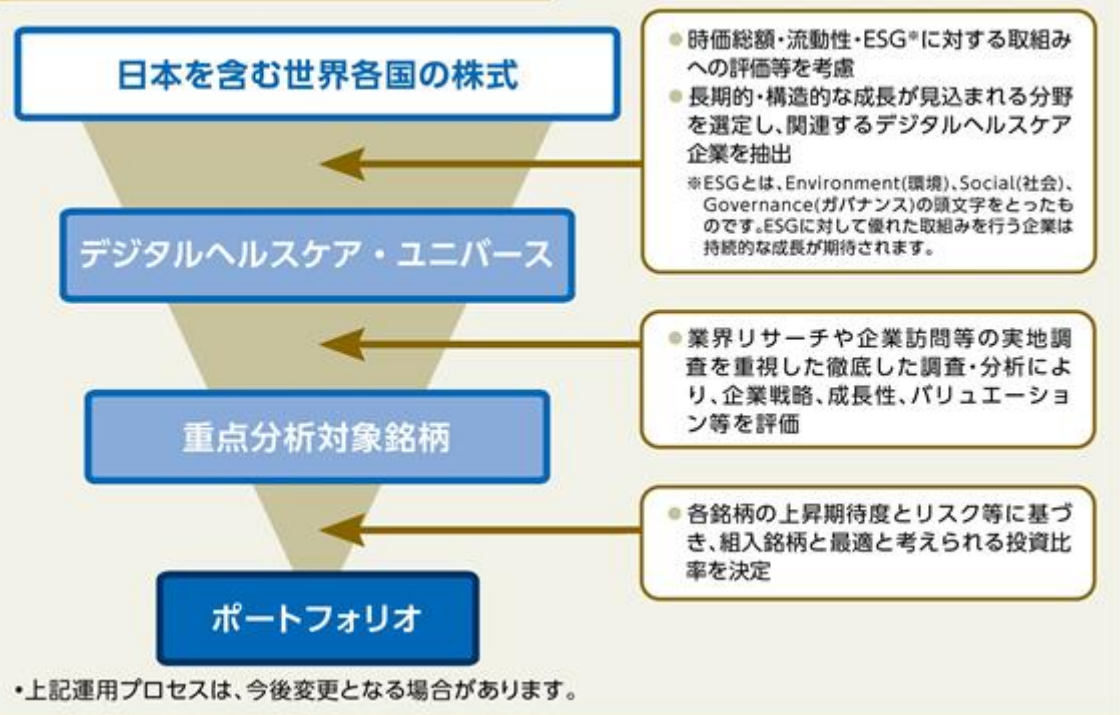 日本を含む世界各国の株式
●時価総額・流動性・ESG※に対する取組み
への評価等を考慮
●長期的・構造的な成長が見込まれる分野
を選定し、関連するデジタルヘルスケア
企業を抽出
※ESGとは、Environment(環境)、Social(社会)、
Governance(ガバナンス)の頭文字をとったも
のです。ESGに対して優れた取組みを行う企業は
持続的な成長が期待されます。
デジタルヘルスケア・ユニバース
●業界リサーチや企業訪問等の実地調
査を重視した徹底した調査・分析によ
り、企業戦略、成長性、バリュエーショ
ン等を評価
重点分析対象銘柄
●各銘柄の上昇期待度とリスク等に基づ
き、組入銘柄と最適と考えられる投資比
率を決定
ポートフォリオ
・上記運用プロセスは、今後変更となる場合があります。